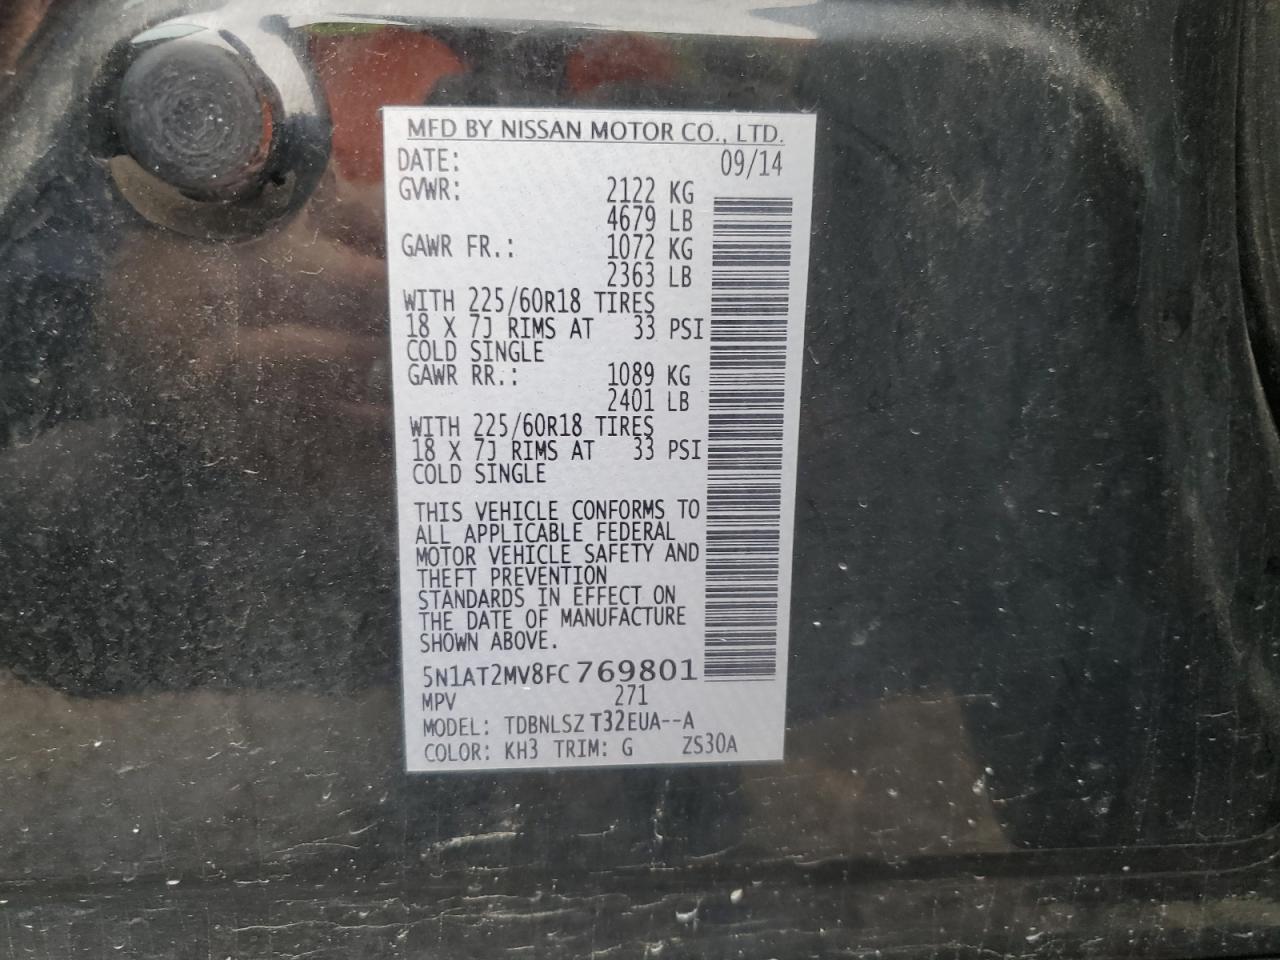 MFD BY NISSAN MOTOR CO., LTD.
DATE: 09/14
GVWR: 2122 KG
4679 LB
GAWR FR.: 1072 KG
2363 LB
WITH 225/60R18 TIRES
18 X 7J RIMS AT 33 PSI
COLD SINGLE
GAWR RR.: 1089 KG
2401 LB
WITH 225/60R18 TIRES
18 X 7J RIMS AT 33 PSI
COLD SINGLE
THIS VEHICLE CONFORMS TO
ALL APPLICABLE FEDERAL
MOTOR VEHICLE SAFETY AND
THEFT PREVENTION
STANDARDS IN EFFECT ON
THE DATE OF MANUFACTURE
SHOWN ABOVE.
5N1AT2MV8FC769801
MPV 271
MODEL: TDBNLSZ T32EUA--A
COLOR: KH3 TRIM: G ZS30A